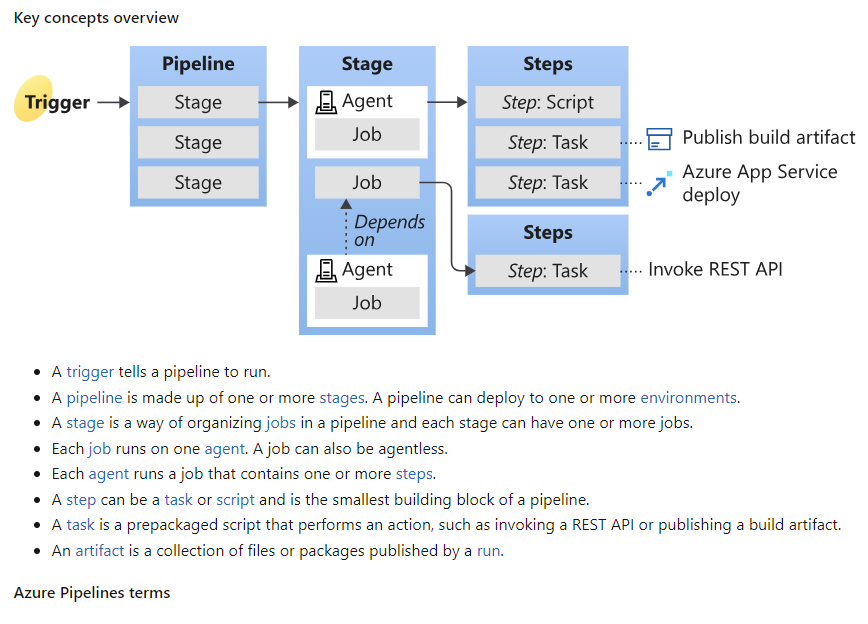 Key concepts overview
Trigger
Pipeline
Stage
Stage
Stage
Stage
Agent
Job
Job
Depends
on
Agent
Job
Steps
Step: Script
Step: Task
Step: Task
Publish build artifact
Azure App Service
deploy
Steps
Step: Task
Invoke REST API
• A trigger tells a pipeline to run.
• A pipeline is made up of one or more stages. A pipeline can deploy to one or more environments.
• A stage is a way of organizing jobs in a pipeline and each stage can have one or more jobs.
• Each job runs on one agent. A job can also be agentless.
• Each agent runs a job that contains one or more steps.
• A step can be a task or script and is the smallest building block of a pipeline.
• A task is a prepackaged script that performs an action, such as invoking a REST API or publishing a build artifact.
• An artifact is a collection of files or packages published by a run.
Azure Pipelines terms